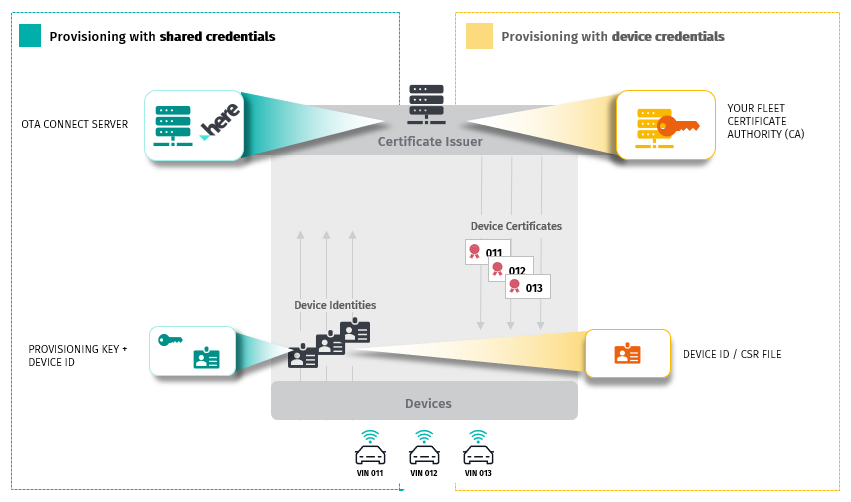 Provisioning with shared credentials
Provisioning with device credentials
OTA CONNECT SERVER
here
Certificate Issuer
YOUR FLEET
CERTIFICATE
AUTHORITY (CA)
Device Certificates
011
012
013
Device Identities
PROVISIONING KEY +
DEVICE ID
DEVICE ID / CSR FILE
Devices
VIN 011
VIN 012
VIN 013